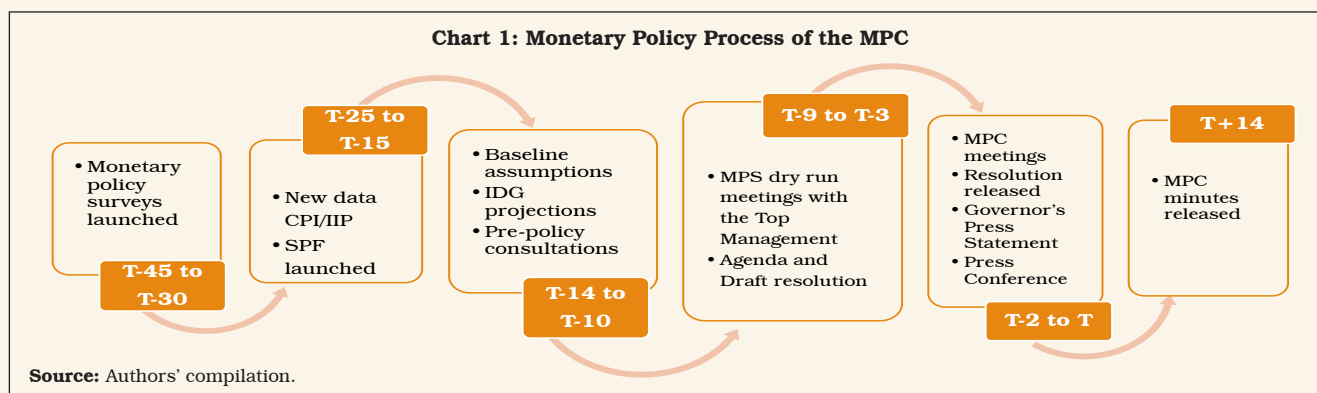 Chart 1: Monetary Policy Process of the MPC
• Monetary
policy
surveys
launched
T-45 to
T-30
T-25 to
T-15
• New data
CPI/IIP
• SPF
launched
• Baseline
assumptions
• IDG
projections
• Pre-policy
consultations
T-14 to
T-10
T-9 to T-3
• MPS dry run
meetings with
the Top
Management
• Agenda and
Draft resolution
• MPC
meetings
• Resolution
released
• Governor's
Press
Statement
• Press
Conference
T-2 to T
T+14
• MPC
minutes
released
Source: Authors' compilation.